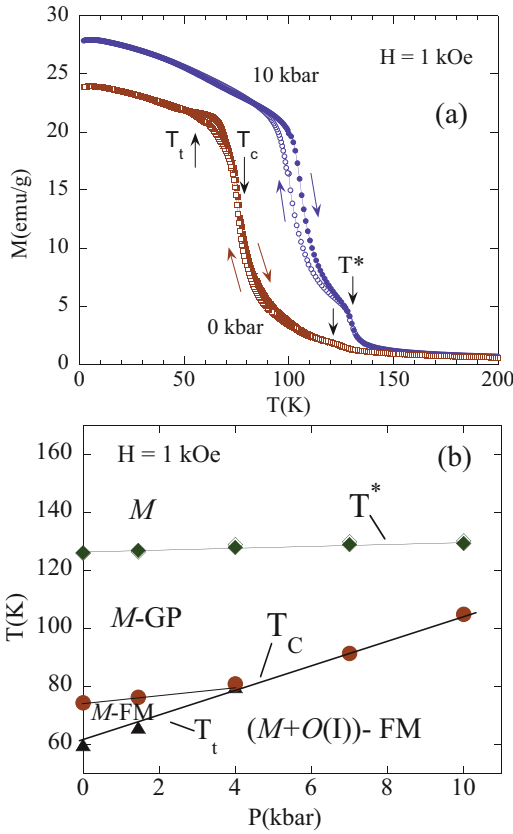 H = 1 kOe
(a)
10 kbar
T_t
T_c
T*
0 kbar
M(emu/g)
35
30
25
20
15
10
5
0
0
50
100
150
200
T(K)
H = 1 kOe
(b)
M
T*
M-GP
T_C
M-FM
T_t
(M+O(I))- FM
T(K)
140
120
100
80
60
0
2
4
6
8
10
P(kbar)